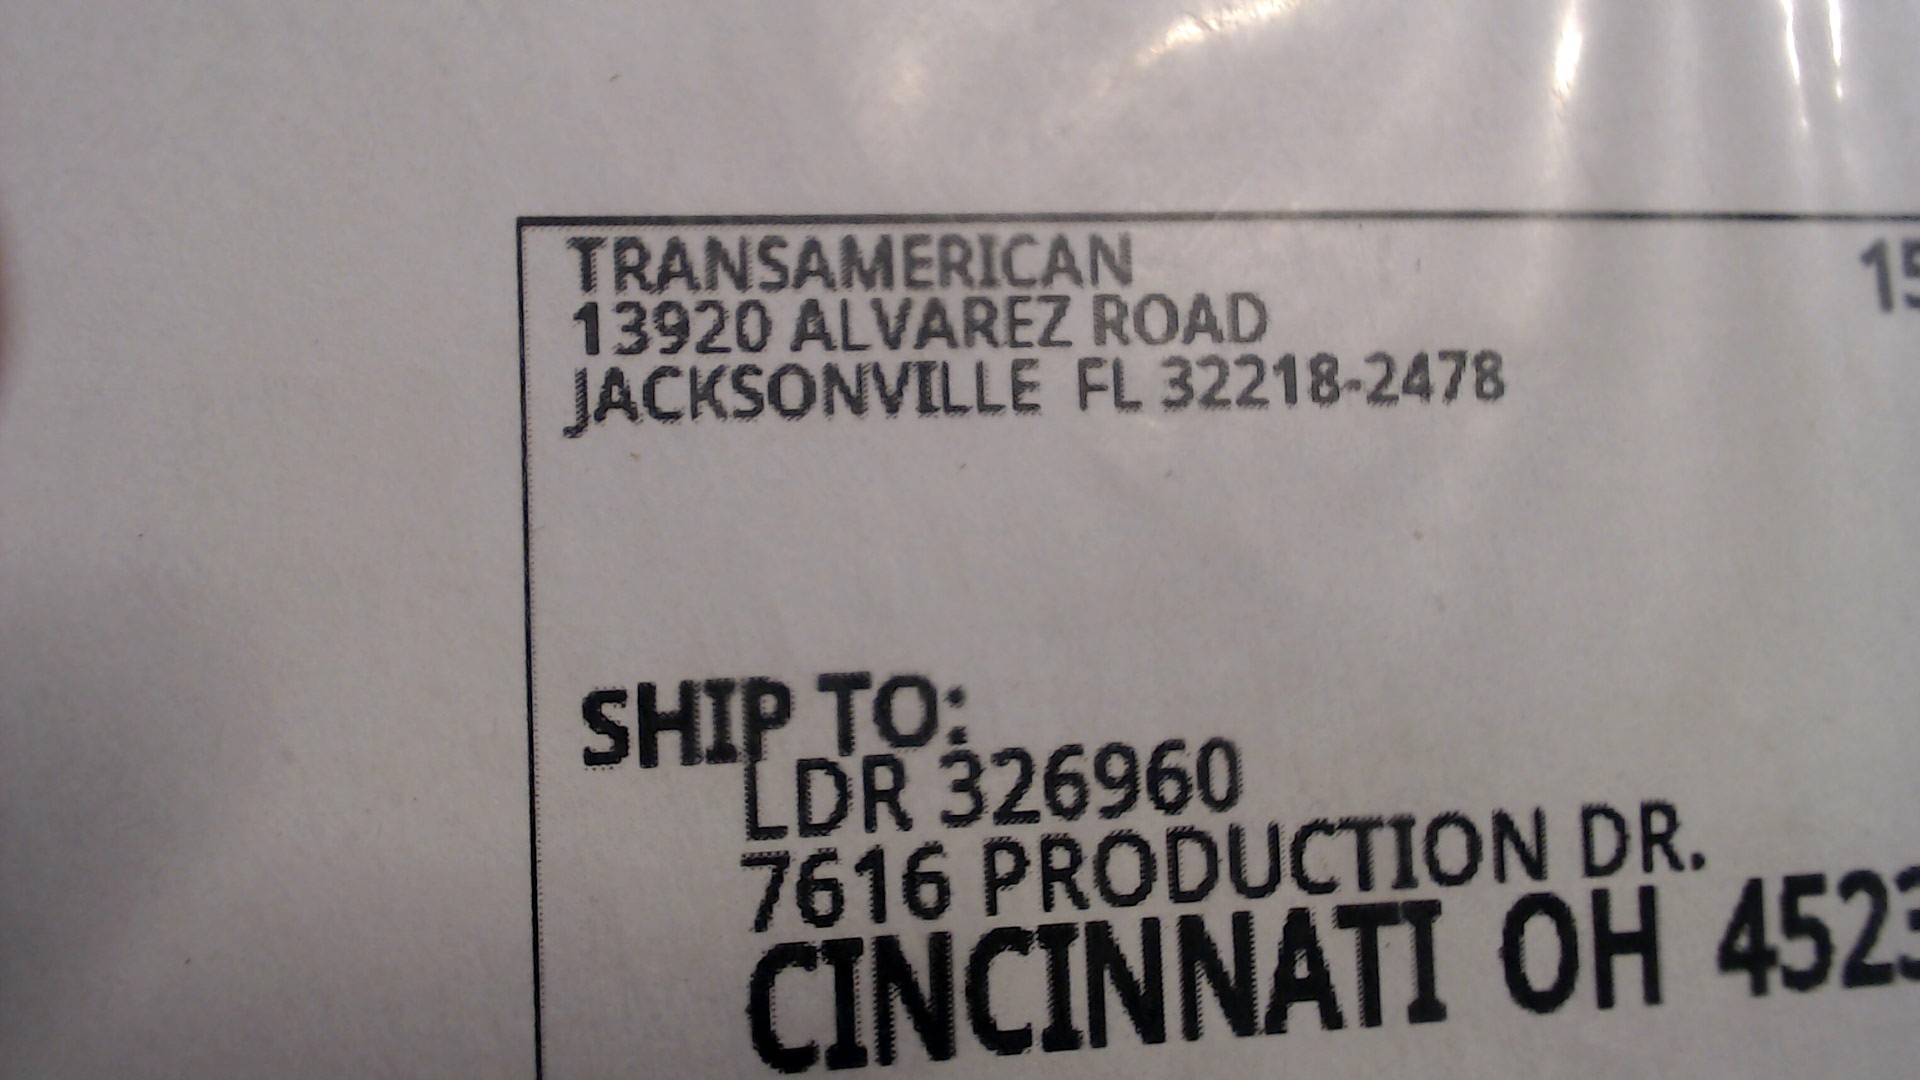 TRANSAMERICAN
13920 ALVAREZ ROAD
JACKSONVILLE FL 32218-2478
SHIP TO:
LDR 326960
7616 PRODUCTION DR.
CINCINNATI OH